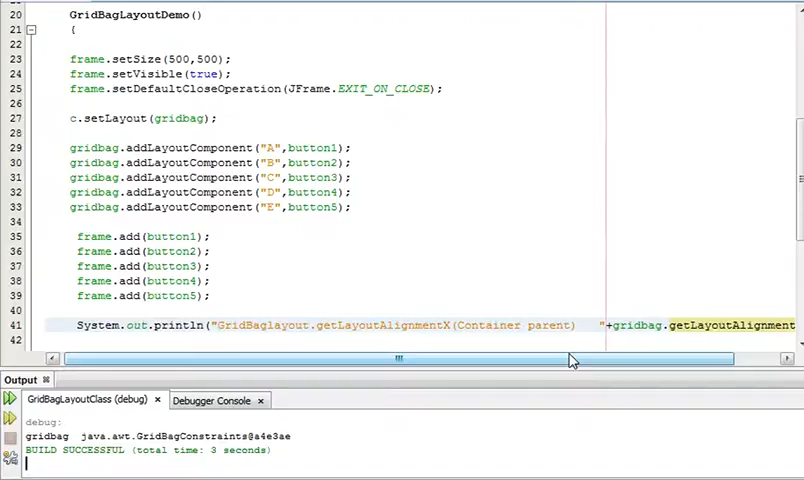 20 GridBagLayoutDemo()
21 {
22
23 frame.setSize(500,500);
24 frame.setVisible(true);
25 frame.setDefaultCloseOperation(JFrame.EXIT_ON_CLOSE);
26
27 c.setLayout(gridbag);
28
29 gridbag.addLayoutComponent("A",button1);
30 gridbag.addLayoutComponent("B",button2);
31 gridbag.addLayoutComponent("C",button3);
32 gridbag.addLayoutComponent("D",button4);
33 gridbag.addLayoutComponent("E",button5);
34
35 frame.add(button1);
36 frame.add(button2);
37 frame.add(button3);
38 frame.add(button4);
39 frame.add(button5);
40
41 System.out.println("GridBaglayout.getLayoutAlignmentX(Container parent)   "+gridbag.getLayoutAlignment
42
Output
GridBagLayoutClass (debug) Debugger Console
debug:
gridbag  java.awt.GridBagConstraints@a4e3ae
BUILD SUCCESSFUL (total time: 3 seconds)